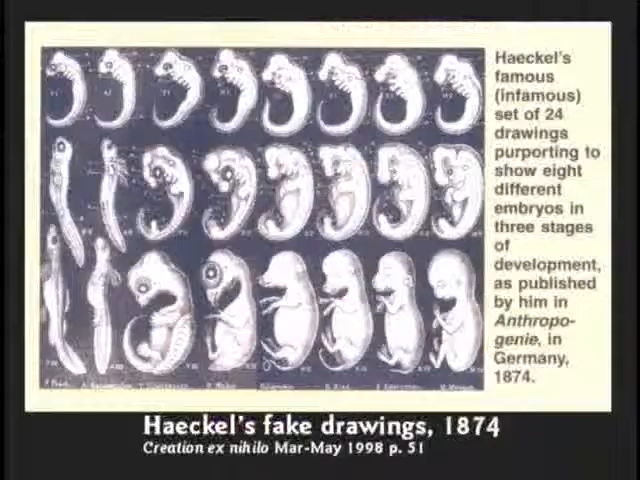 Haeckel's
famous
(infamous)
set of 24
drawings
purporting to
show eight
different
embryos in
three stages
of
development,
as published
by him in
Anthropo-
genie, in
Germany,
1874.
Haeckel's fake drawings, 1874
Creation ex nihilo Mar-May 1998 p. 51